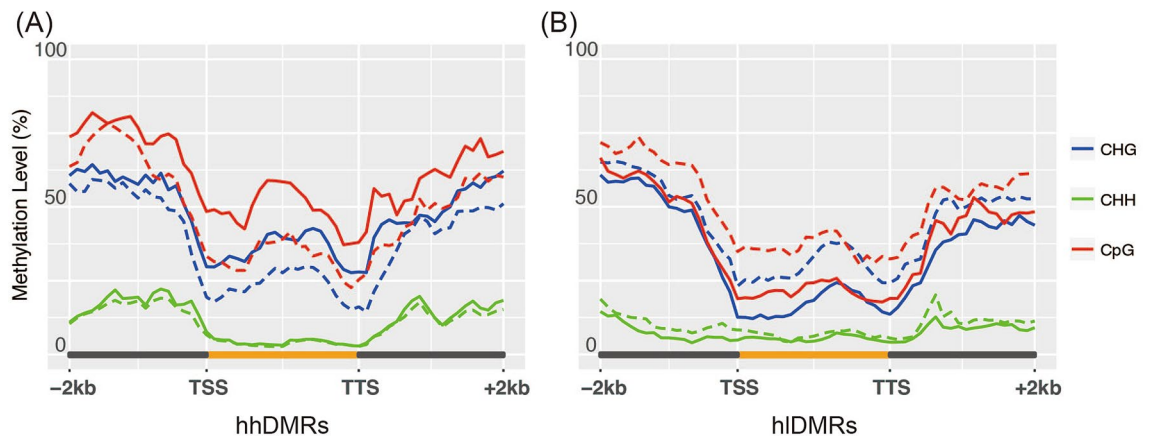 (A)
(B)
100
50
0
Methylation Level (%)
−2kb TSS TTS +2kb
hhDMRs
100
50
0
−2kb TSS TTS +2kb
hlDMRs
CHG
CHH
CpG